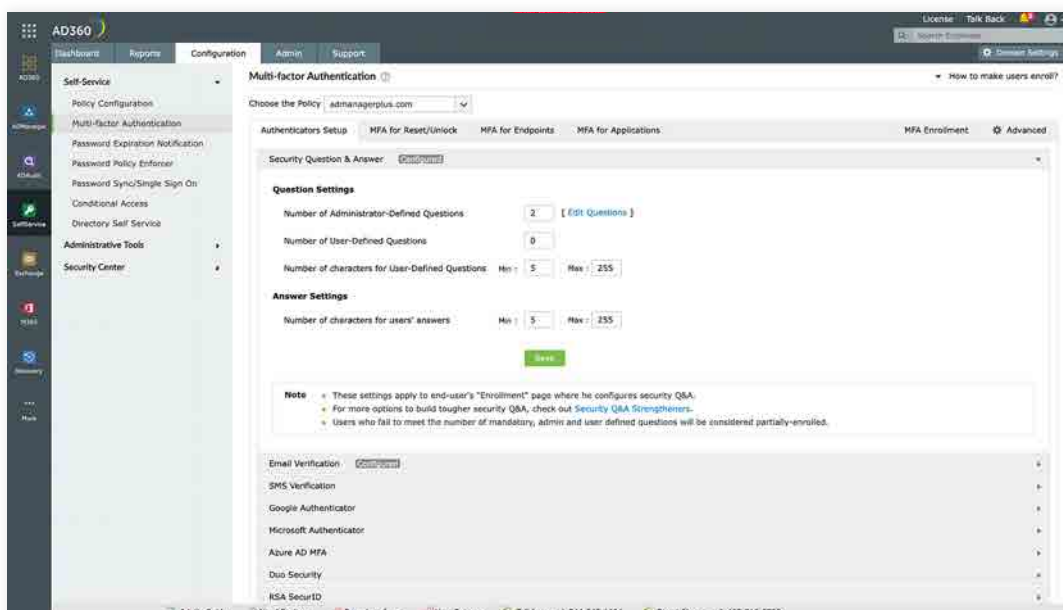 License Talk Back
AD360
Search Employee
Dashboard Reports Configuration Admin Support
Domain Settings
AD360
ADManager
ADAudit
SelfService
Exchange
M365
Recovery
More
Self-Service
Policy Configuration
Multi-factor Authentication
Password Expiration Notification
Password Policy Enforcer
Password Sync/Single Sign On
Conditional Access
Directory Self Service
Administrative Tools
Security Center
Multi-factor Authentication
How to make users enroll?
Choose the Policy admanagerplus.com
Authenticators Setup MFA for Reset/Unlock MFA for Endpoints MFA for Applications MFA Enrollment Advanced
Security Question & Answer Configured
Question Settings
Number of Administrator-Defined Questions 2 [ Edit Questions ]
Number of User-Defined Questions 0
Number of characters for User-Defined Questions Min : 5 Max : 255
Answer Settings
Number of characters for users' answers Min : 5 Max : 255
Save
Note • These settings apply to end-user's "Enrollment" page where he configures security Q&A.
• For more options to build tougher security Q&A, check out Security Q&A Strengtheners.
• Users who fail to meet the number of mandatory, admin and user defined questions will be considered partially-enrolled.
Email Verification Configured
SMS Verification
Google Authenticator
Microsoft Authenticator
Azure AD MFA
Duo Security
RSA SecurID